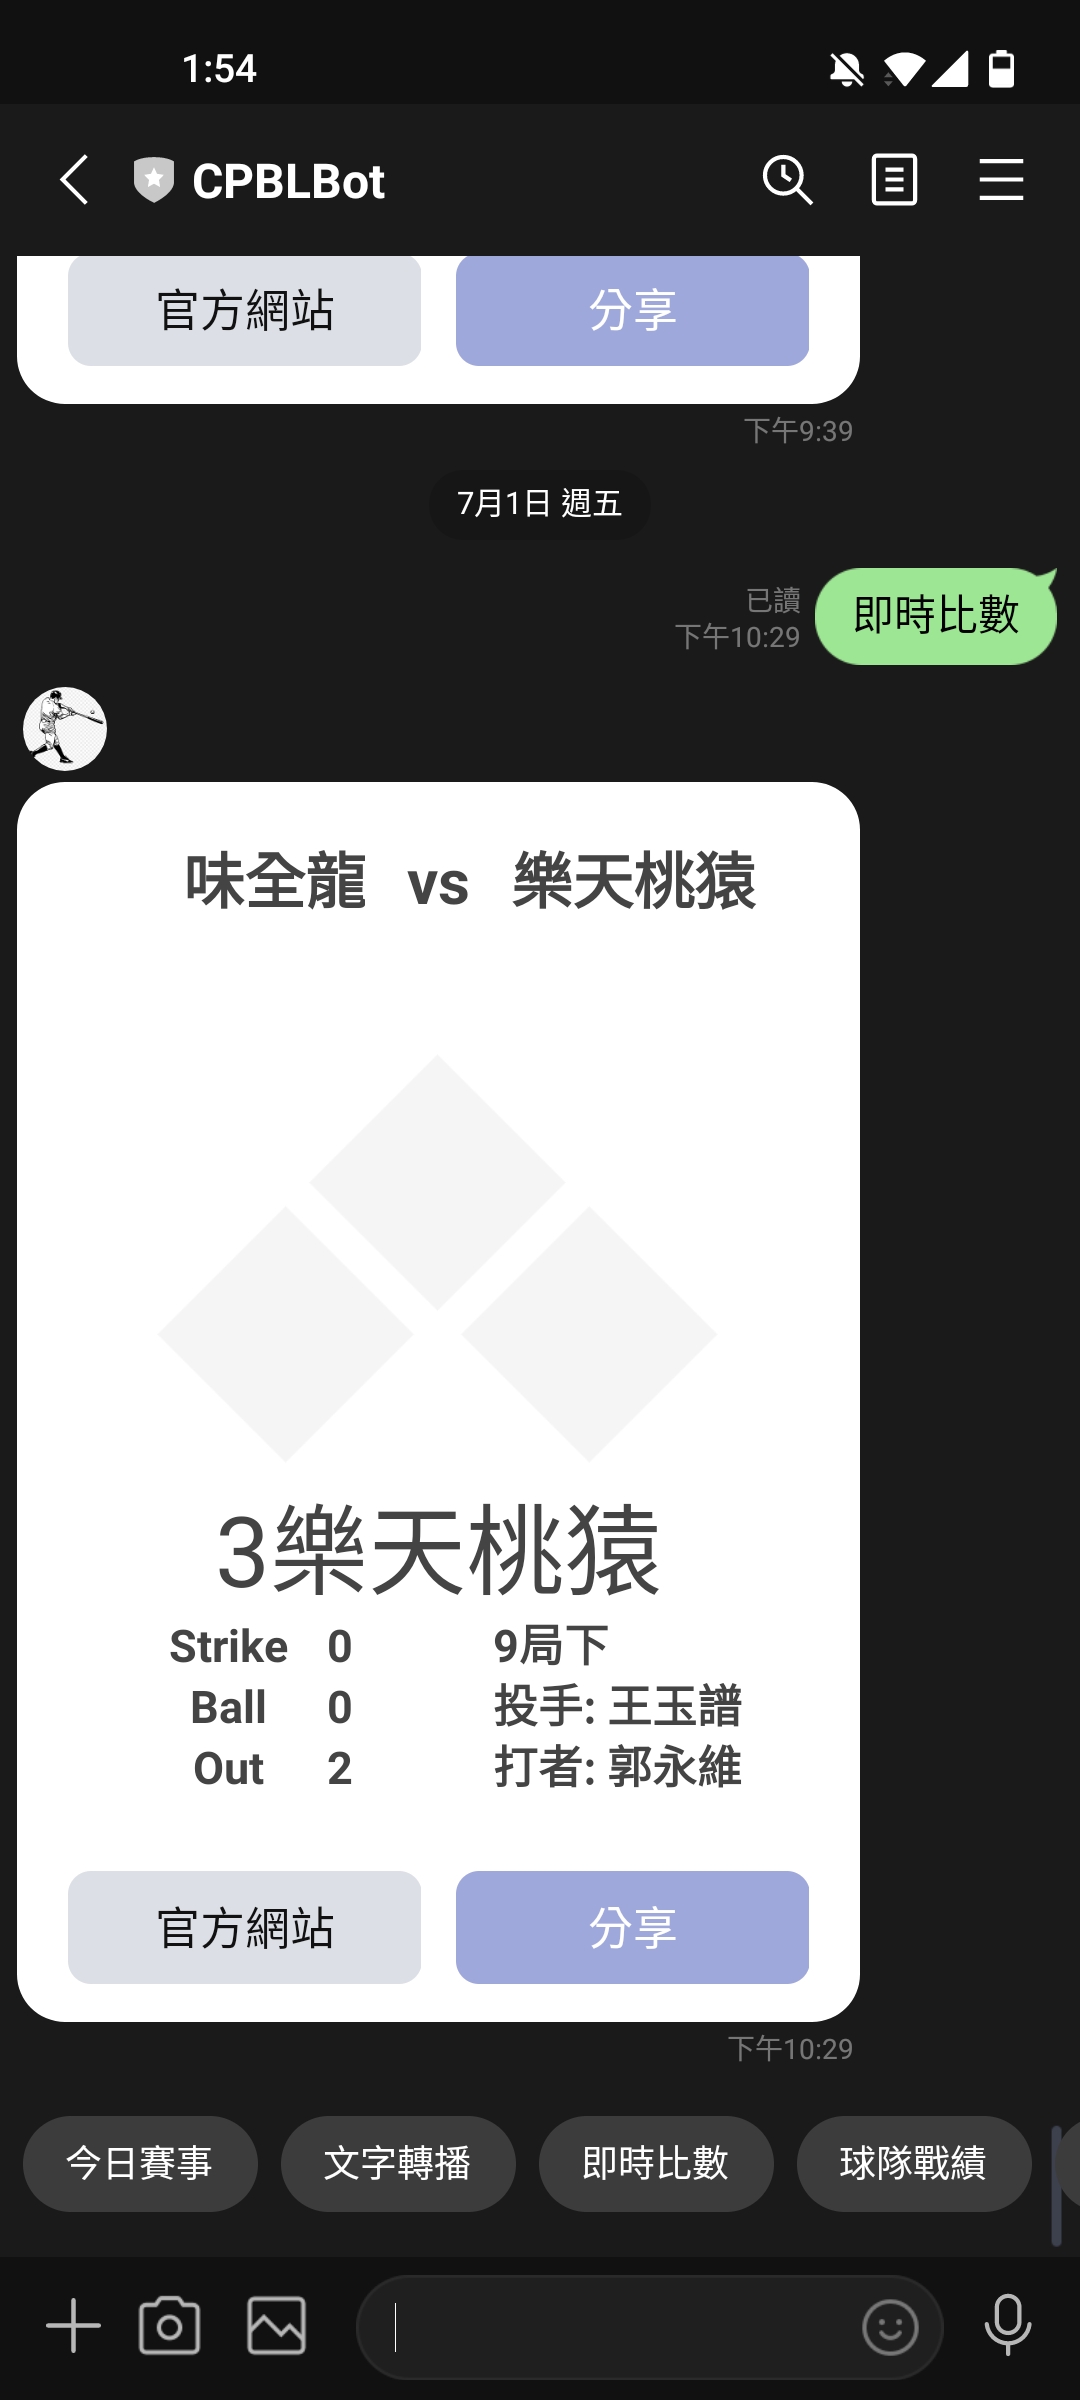 1:54
CPBLBot
官方網站 分享
下午9:39
7月1日 週五
已讀
下午10:29
即時比數
味全龍 vs 樂天桃猿
3樂天桃猿
Strike 0 9局下
Ball 0 投手: 王玉譜
Out 2 打者: 郭永維
官方網站 分享
下午10:29
今日賽事 文字轉播 即時比數 球隊戰績